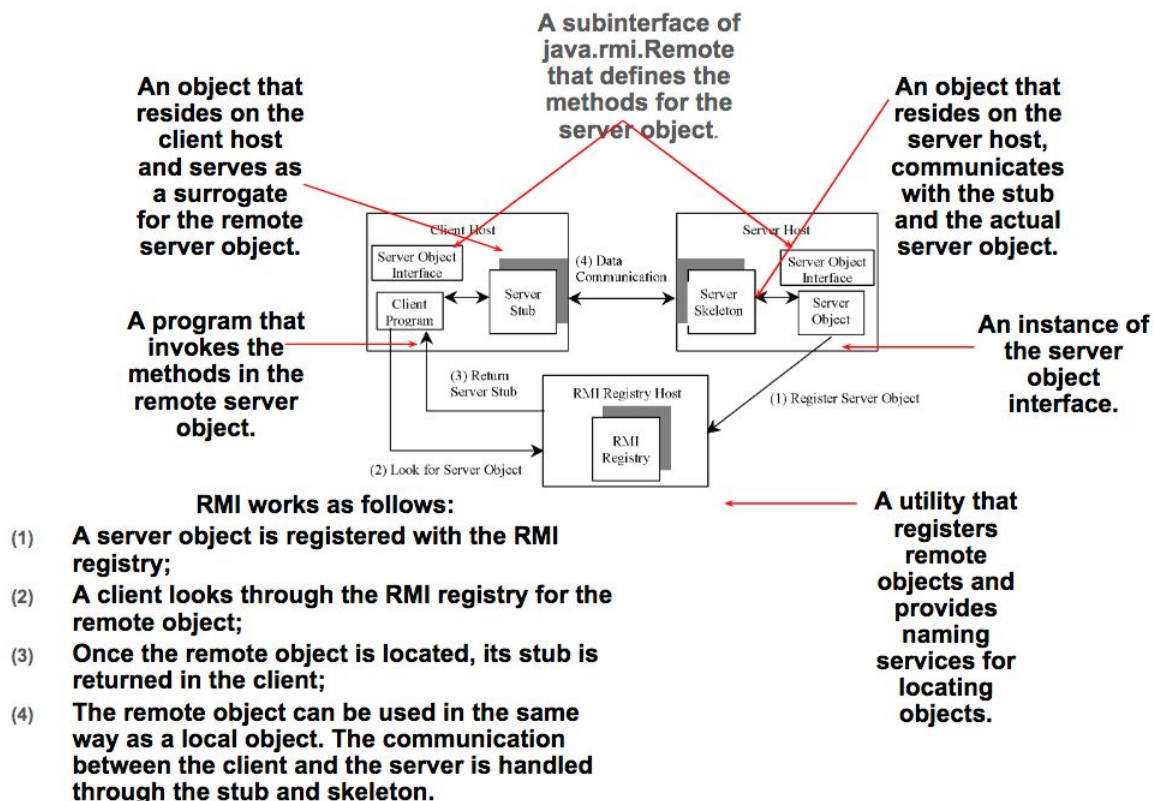 A subinterface of
java.rmi.Remote
that defines the
methods for the
server object.
An object that
resides on the
client host
and serves as
a surrogate
for the remote
server object.
An object that
resides on the
server host,
communicates
with the stub
and the actual
server object.
Client Host
Server Object
Interface
Client
Program
Server
Stub
(4) Data
Communication
Server Host
Server Object
Interface
Server
Skeleton
Server
Object
A program that
invokes the
methods in the
remote server
object.
An instance of
the server
object
interface.
(3) Return
Server Stub
RMI Registry Host
RMI
Registry
(1) Register Server Object
(2) Look for Server Object
A utility that
registers
remote
objects and
provides
naming
services for
locating
objects.
RMI works as follows:
(1) A server object is registered with the RMI
registry;
(2) A client looks through the RMI registry for the
remote object;
(3) Once the remote object is located, its stub is
returned in the client;
(4) The remote object can be used in the same
way as a local object. The communication
between the client and the server is handled
through the stub and skeleton.